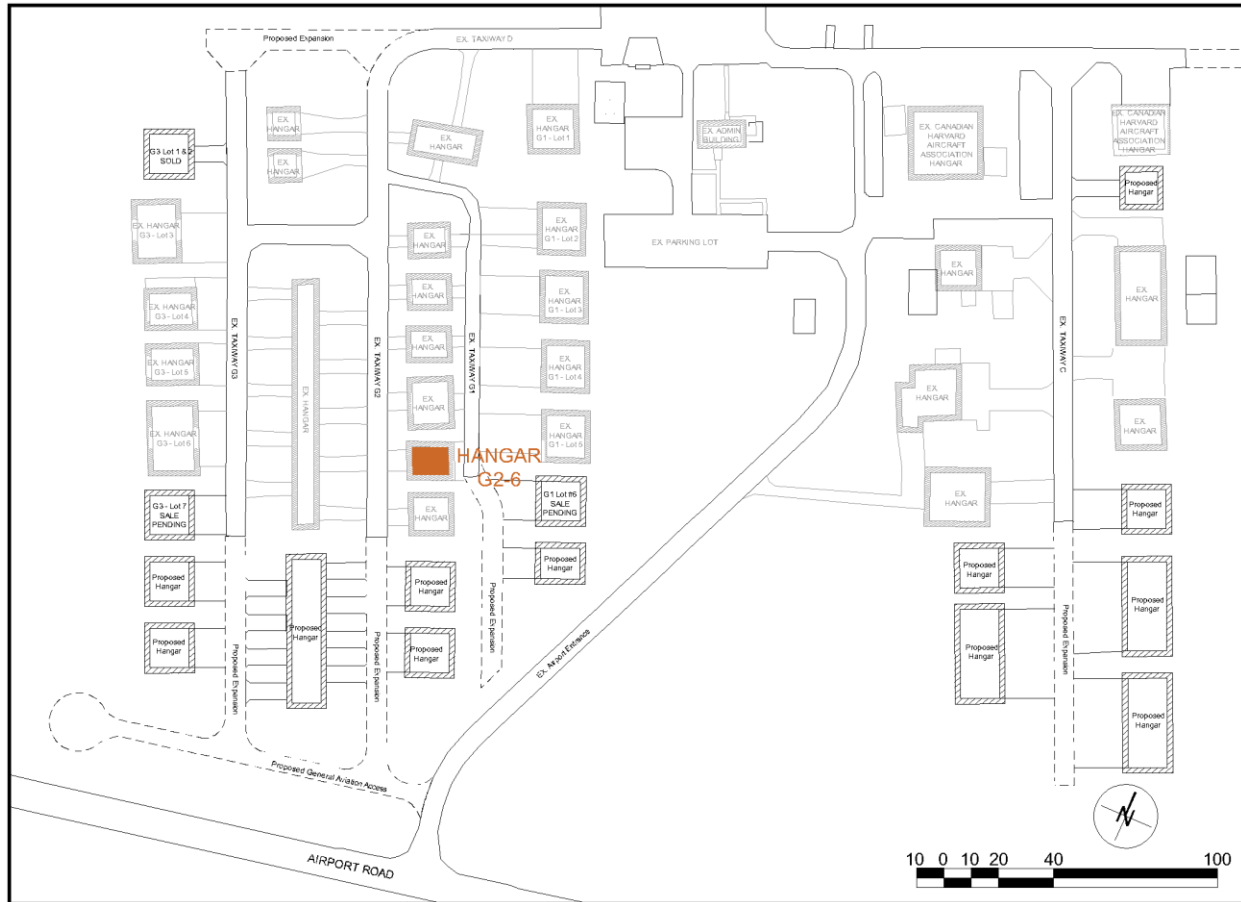 Proposed Expansion
EX. TAXIWAY D
G3 Lot 1 & 2
SOLD
EX.
HANGAR
EX.
HANGAR
EX.
HANGAR
EX.
HANGAR
G1 - Lot 1
EX. ADMIN
BUILDING
EX. CANADIAN
HARVARD
AIRCRAFT
ASSOCIATION
HANGAR
EX. CANADIAN
HARVARD
AIRCRAFT
ASSOCIATION
HANGAR
Proposed
Hangar
EX. HANGAR
G3 - Lot 3
EX.
HANGAR
EX.
HANGAR
G1 - Lot 2
EX. PARKING LOT
EX.
HANGAR
EX.
HANGAR
EX. HANGAR
G3 - Lot 4
EX.
HANGAR
EX.
HANGAR
G1 - Lot 3
EX. TAXIWAY G3
EX. HANGAR
EX. TAXIWAY G2
EX. TAXIWAY G1
EX. TAXIWAY C
EX. HANGAR
G3 - Lot 5
EX.
HANGAR
EX.
HANGAR
G1 - Lot 4
EX.
HANGAR
EX. HANGAR
G3 - Lot 6
EX.
HANGAR
EX.
HANGAR
G1 - Lot 5
EX.
HANGAR
HANGAR
G2-6
G3 - Lot 7
SALE
PENDING
EX.
HANGAR
G1 Lot #6
SALE
PENDING
EX.
HANGAR
Proposed
Hangar
Proposed
Hangar
Proposed
Hangar
Proposed
Hangar
Proposed
Hangar
Proposed
Hangar
Proposed
Hangar
Proposed
Hangar
Proposed
Hangar
Proposed
Hangar
Proposed
Hangar
Proposed Expansion
Proposed Expansion
Proposed Expansion
Proposed Expansion
EX. Airport Entrance
Proposed
Hangar
Proposed General Aviation Access
AIRPORT ROAD
N
10 0 10 20 40 100